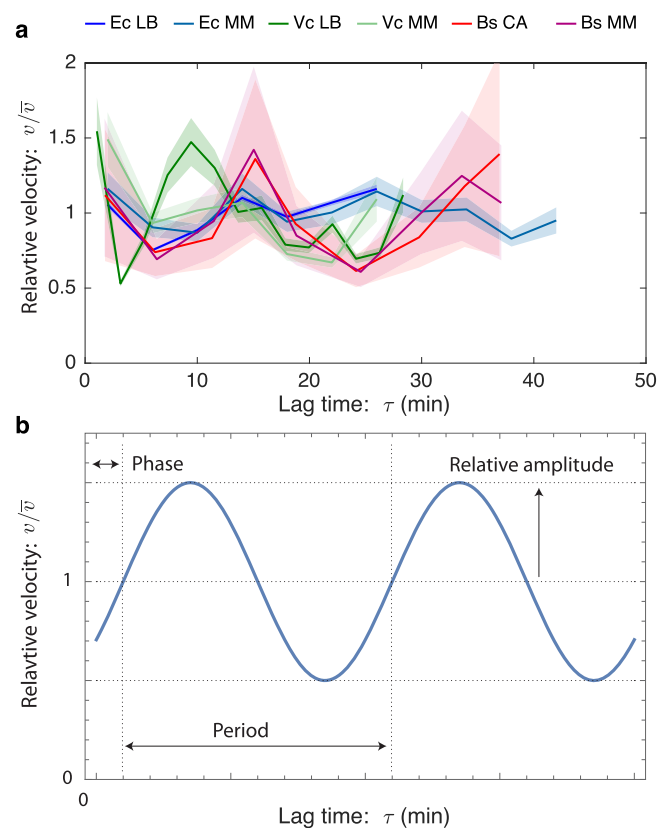 a
Ec LB Ec MM Vc LB Vc MM Bs CA Bs MM
2
1.5
1
0.5
0
Relavtive velocity: v/v̅
0 10 20 30 40 50
Lag time: τ (min)
b
Phase
Relative amplitude
1
Relavtive velocity: v/v̅
Period
0
0
Lag time: τ (min)